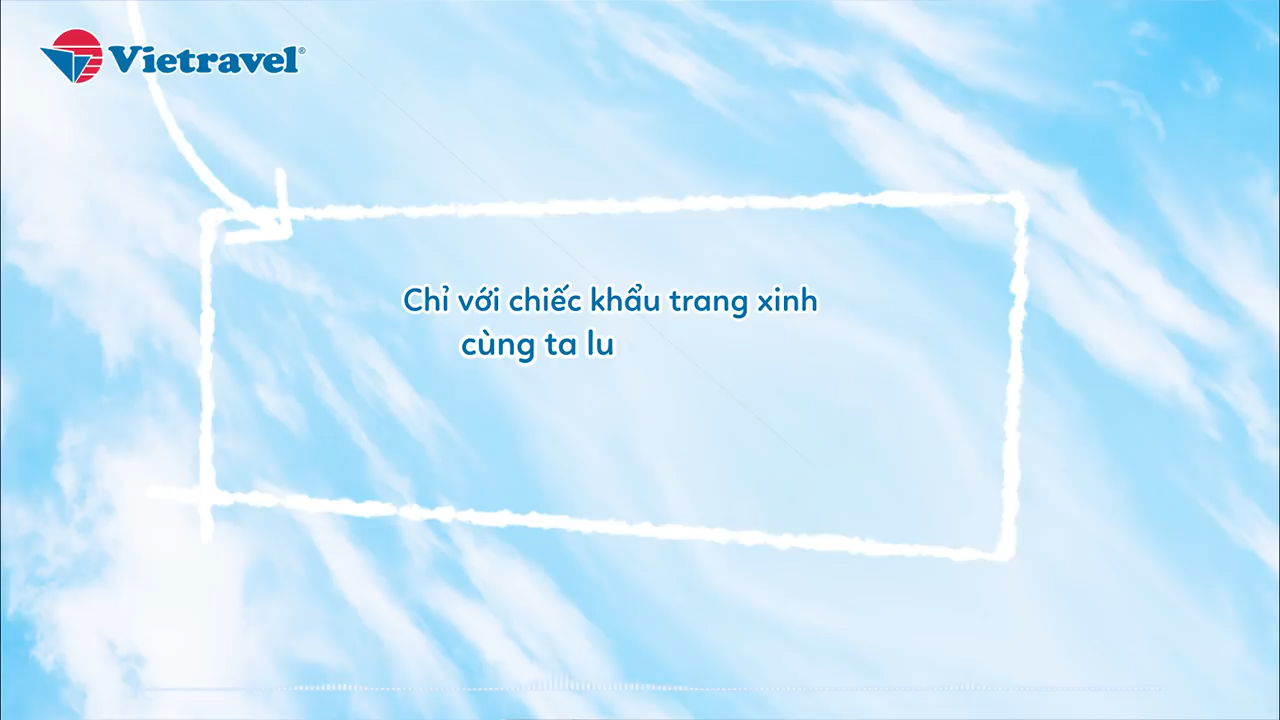 Vietravel®
Chỉ với chiếc khẩu trang xinh
cùng ta lu